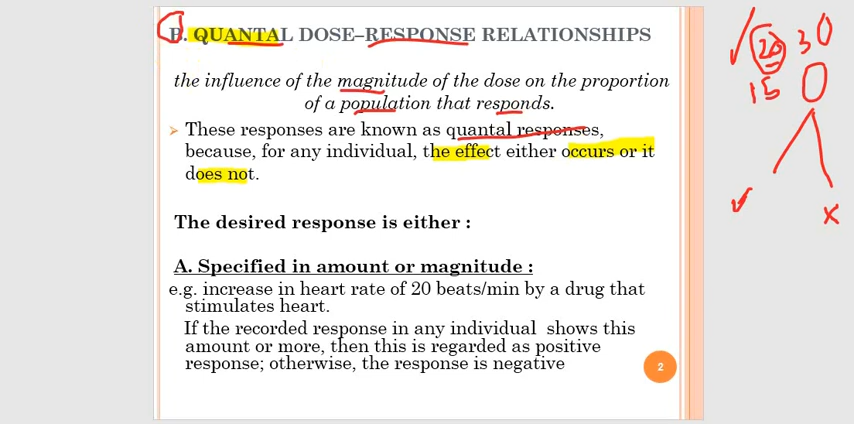 B. QUANTAL DOSE–RESPONSE RELATIONSHIPS
the influence of the magnitude of the dose on the proportion
of a population that responds.
➢ These responses are known as quantal responses,
because, for any individual, the effect either occurs or it
does not.
The desired response is either :
A. Specified in amount or magnitude :
e.g. increase in heart rate of 20 beats/min by a drug that
stimulates heart.
If the recorded response in any individual shows this
amount or more, then this is regarded as positive
response; otherwise, the response is negative
2
20 30
15